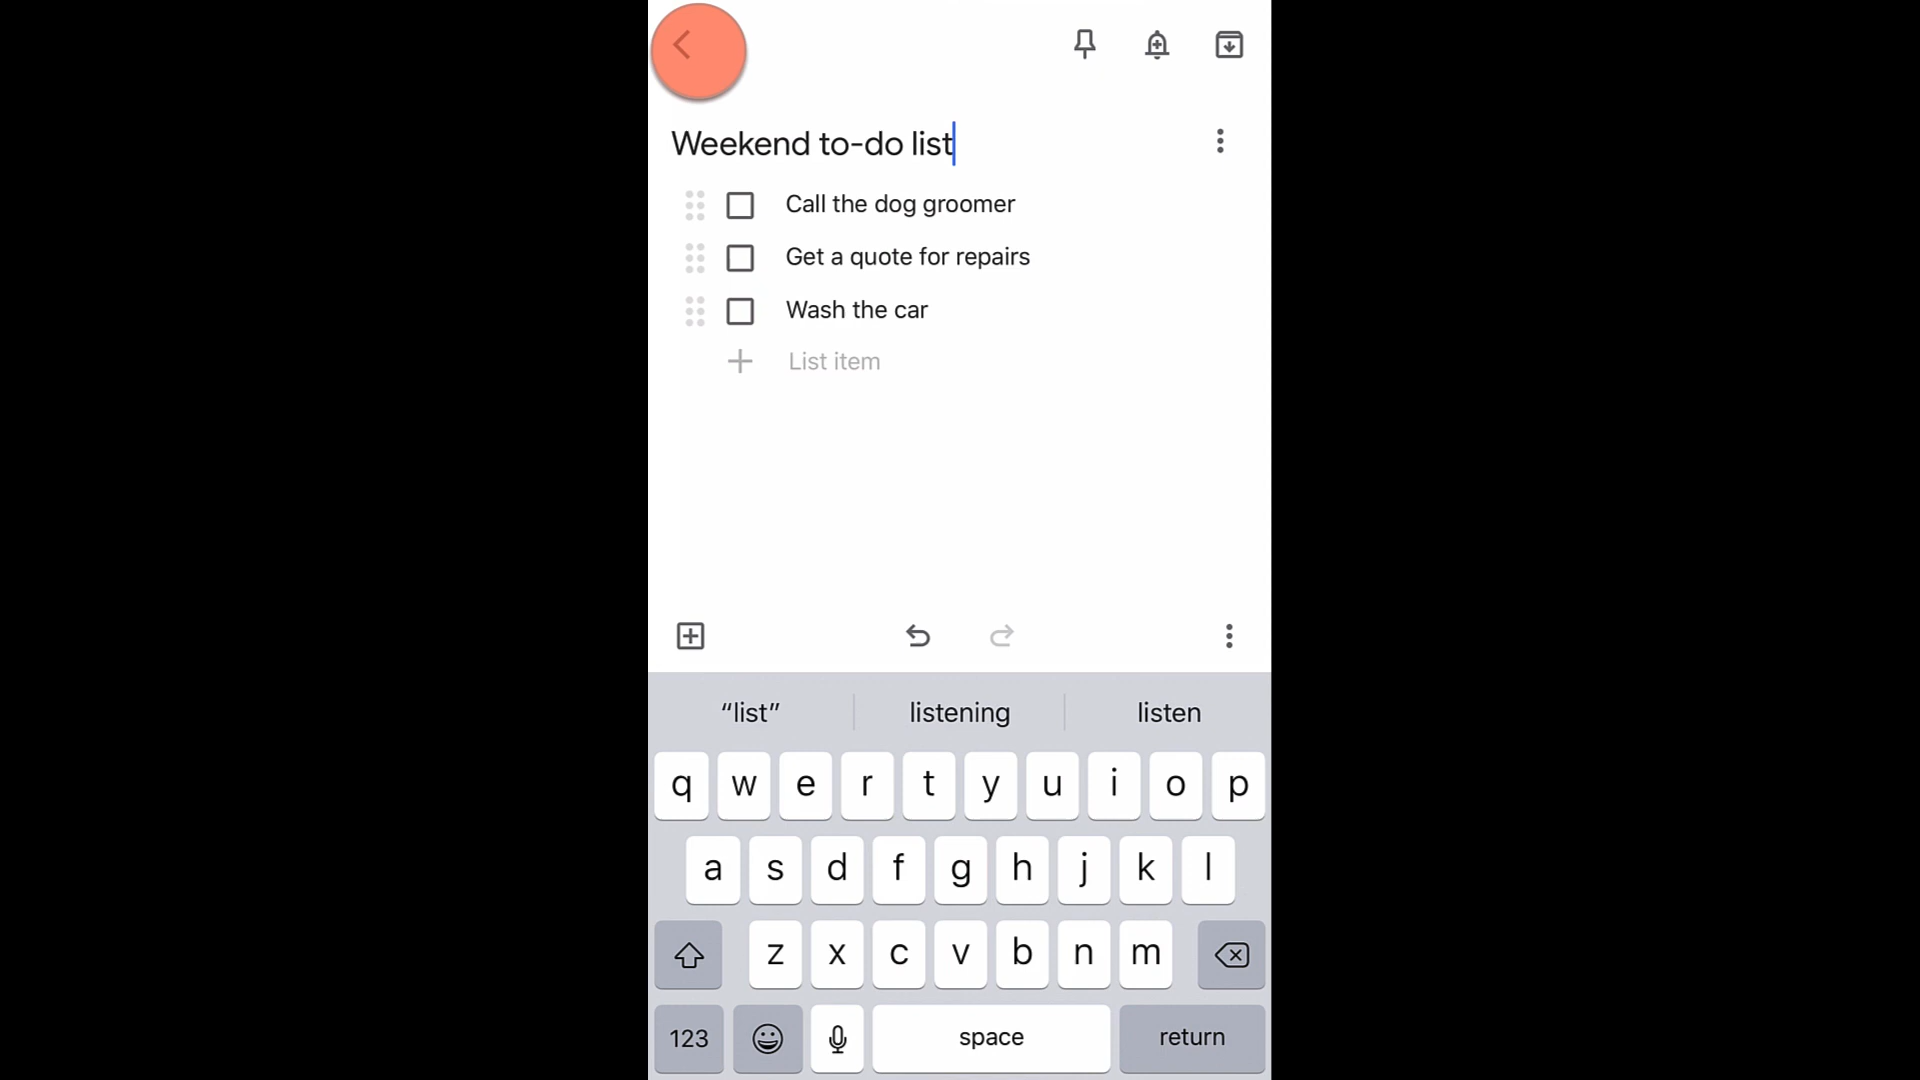 Weekend to-do list
Call the dog groomer
Get a quote for repairs
Wash the car
List item
“list” listening listen
q w e r t y u i o p
a s d f g h j k l
z x c v b n m
123 space return